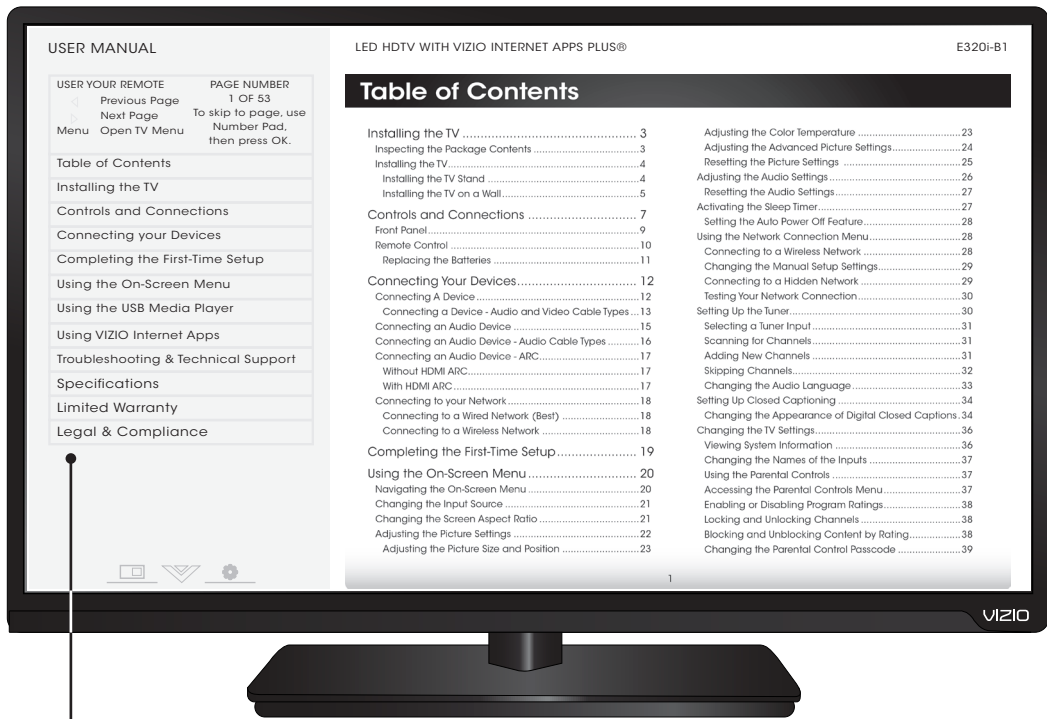 USER MANUAL
USER YOUR REMOTE
Previous Page
Next Page
Menu Open TV Menu
PAGE NUMBER
1 OF 53
To skip to page, use
Number Pad,
then press OK.
Table of Contents
Installing the TV
Controls and Connections
Connecting your Devices
Completing the First-Time Setup
Using the On-Screen Menu
Using the USB Media Player
Using VIZIO Internet Apps
Troubleshooting & Technical Support
Specifications
Limited Warranty
Legal & Compliance
LED HDTV WITH VIZIO INTERNET APPS PLUS®
E320i-B1
Table of Contents
Installing the TV ................................... 3
Inspecting the Package Contents ................................... 3
Installing the TV ................................... 4
Installing the TV Stand ................................... 4
Installing the TV on a Wall ................................... 5
Controls and Connections ................................... 7
Front Panel ................................... 9
Remote Control ................................... 10
Replacing the Batteries ................................... 11
Connecting Your Devices ................................... 12
Connecting A Device ................................... 12
Connecting a Device - Audio and Video Cable Types ... 13
Connecting an Audio Device ................................... 15
Connecting an Audio Device - Audio Cable Types ........... 16
Connecting an Audio Device - ARC ................................... 17
Without HDMI ARC ................................... 17
With HDMI ARC ................................... 17
Connecting to your Network ................................... 18
Connecting to a Wired Network (Best) ................................... 18
Connecting to a Wireless Network ................................... 18
Completing the First-Time Setup ................................... 19
Using the On-Screen Menu ................................... 20
Navigating the On-Screen Menu ................................... 20
Changing the Input Source ................................... 21
Changing the Screen Aspect Ratio ................................... 21
Adjusting the Picture Settings ................................... 22
Adjusting the Picture Size and Position ................................... 23
Adjusting the Color Temperature ................................... 23
Adjusting the Advanced Picture Settings ................................... 24
Resetting the Picture Settings ................................... 25
Adjusting the Audio Settings ................................... 26
Resetting the Audio Settings ................................... 27
Activating the Sleep Timer ................................... 27
Setting the Auto Power Off Feature ................................... 28
Using the Network Connection Menu ................................... 28
Connecting to a Wireless Network ................................... 28
Changing the Manual Setup Settings ................................... 29
Connecting to a Hidden Network ................................... 29
Testing Your Network Connection ................................... 30
Setting Up the Tuner ................................... 30
Selecting a Tuner Input ................................... 31
Scanning for Channels ................................... 31
Adding New Channels ................................... 31
Skipping Channels ................................... 32
Changing the Audio Language ................................... 33
Setting Up Closed Captioning ................................... 34
Changing the Appearance of Digital Closed Captions . 34
Changing the TV Settings ................................... 36
Viewing System Information ................................... 36
Changing the Names of the Inputs ................................... 37
Using the Parental Controls ................................... 37
Accessing the Parental Controls Menu ................................... 37
Enabling or Disabling Program Ratings ................................... 38
Locking and Unlocking Channels ................................... 38
Blocking and Unblocking Content by Rating ................... 38
Changing the Parental Control Passcode ................................... 39
1
VIZIO